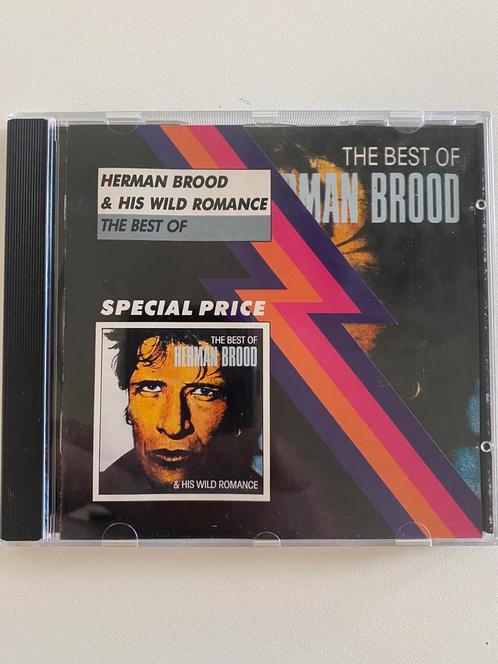 HERMAN BROOD
& HIS WILD ROMANCE
THE BEST OF
THE BEST OF
RMAN BROOD
SPECIAL PRICE
THE BEST OF
HERMAN BROOD
& HIS WILD ROMANCE